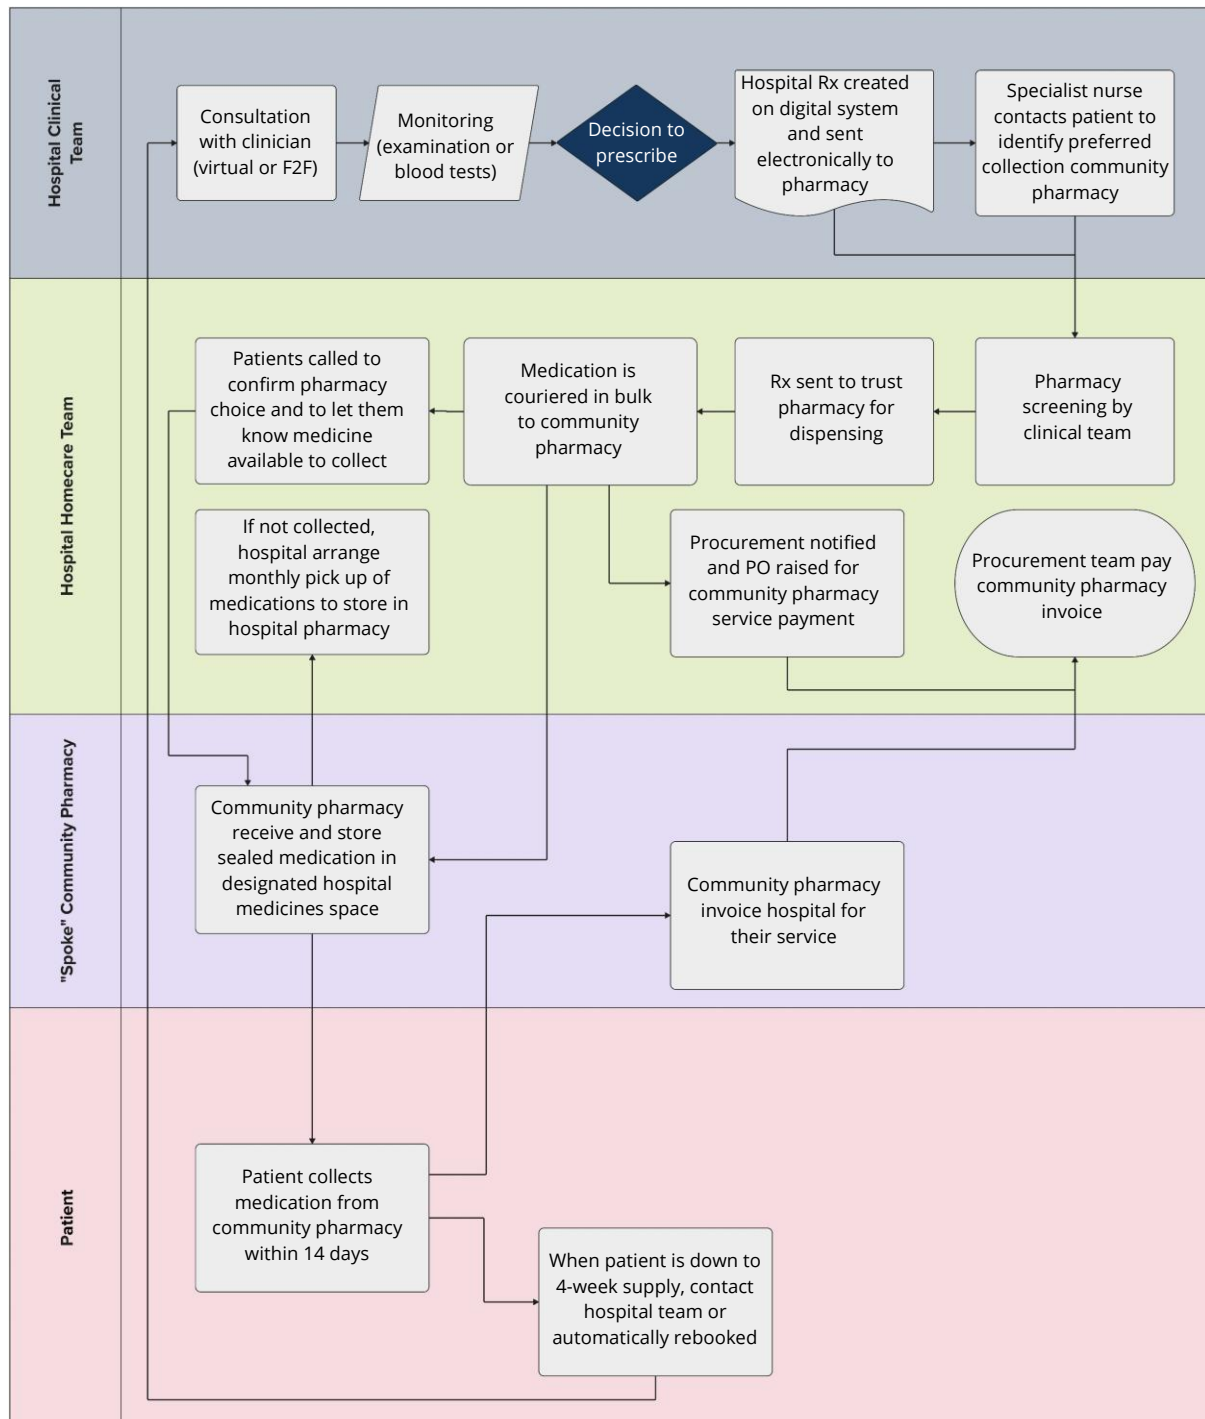 Hospital Clinical
Team
Consultation
with clinician
(virtual or F2F)
Monitoring
(examination or
blood tests)
Decision to
prescribe
Hospital Rx created
on digital system
and sent
electronically to
pharmacy
Specialist nurse
contacts patient to
identify preferred
collection community
pharmacy
Hospital Homecare Team
Patients called to
confirm pharmacy
choice and to let them
know medicine
available to collect
Medication is
couriered in bulk
to community
pharmacy
Rx sent to trust
pharmacy for
dispensing
Pharmacy
screening by
clinical team
If not collected,
hospital arrange
monthly pick up of
medications to store in
hospital pharmacy
Procurement notified
and PO raised for
community pharmacy
service payment
Procurement team pay
community pharmacy
invoice
"Spoke" Community Pharmacy
Community pharmacy
receive and store
sealed medication in
designated hospital
medicines space
Community pharmacy
invoice hospital for
their service
Patient
Patient collects
medication from
community pharmacy
within 14 days
When patient is down to
4-week supply, contact
hospital team or
automatically rebooked